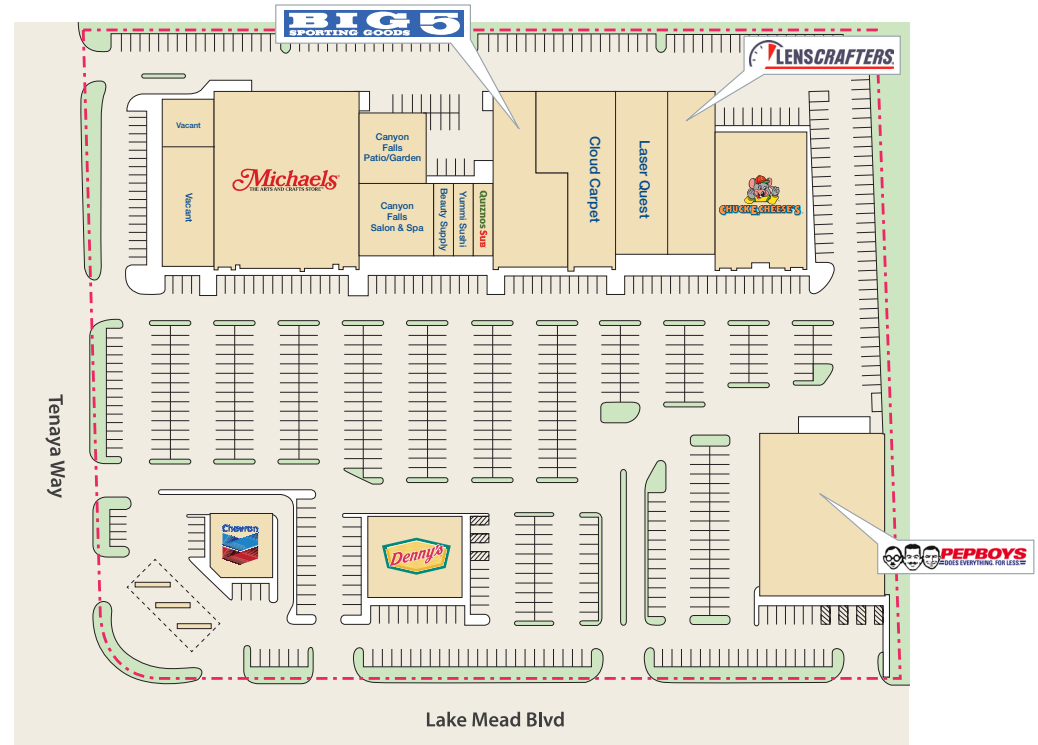 BIG 5
SPORTING GOODS
LENSCRAFTERS
Vacant
Vacant
Michaels
THE ARTS AND CRAFTS STORE
Canyon
Falls
Patio/Garden
Canyon
Falls
Salon & Spa
Beauty Supply
Yummi Sushi
Quiznos SUB
Cloud Carpet
Laser Quest
CHUCK E. CHEESE'S
Tenaya Way
Chevron
Denny's
PEPBOYS
DOES EVERYTHING. FOR LESS.
Lake Mead Blvd